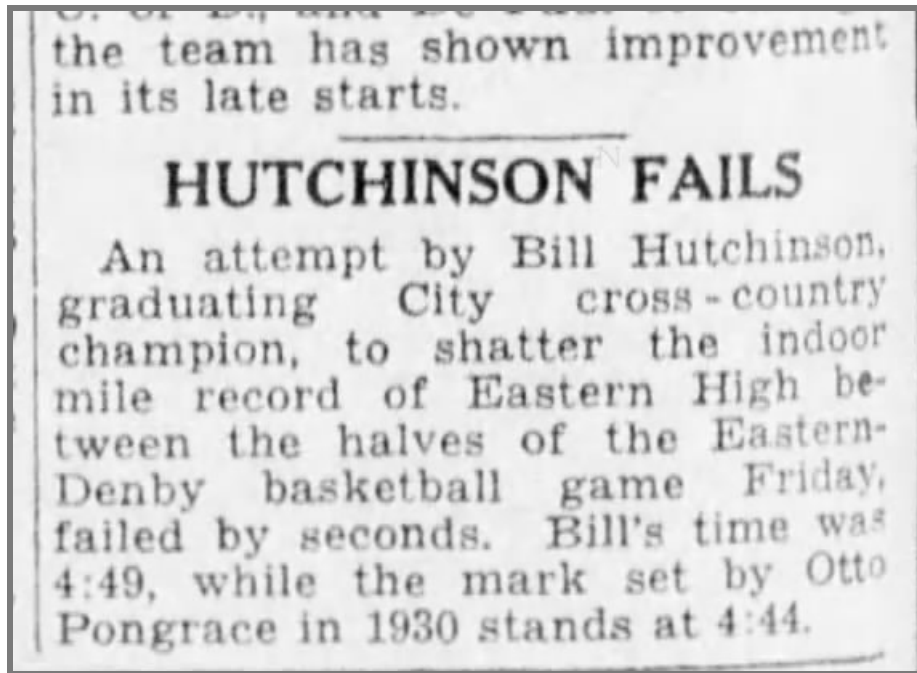 the team has shown improvement
in its late starts.
HUTCHINSON FAILS
An attempt by Bill Hutchinson,
graduating City cross-country
champion, to shatter the indoor
mile record of Eastern High be-
tween the halves of the Eastern-
Denby basketball game Friday,
failed by seconds. Bill's time was
4:49, while the mark set by Otto
Pongrace in 1930 stands at 4:44.